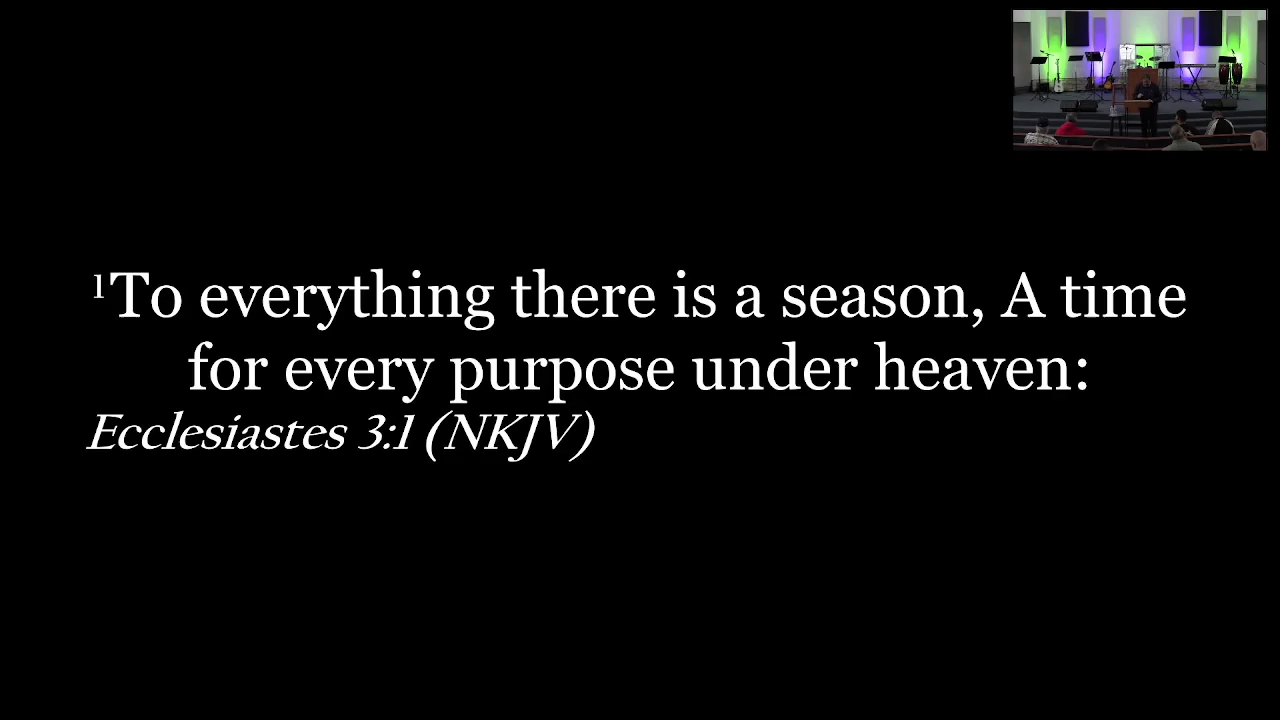 ¹To everything there is a season, A time
for every purpose under heaven:
Ecclesiastes 3:1 (NKJV)